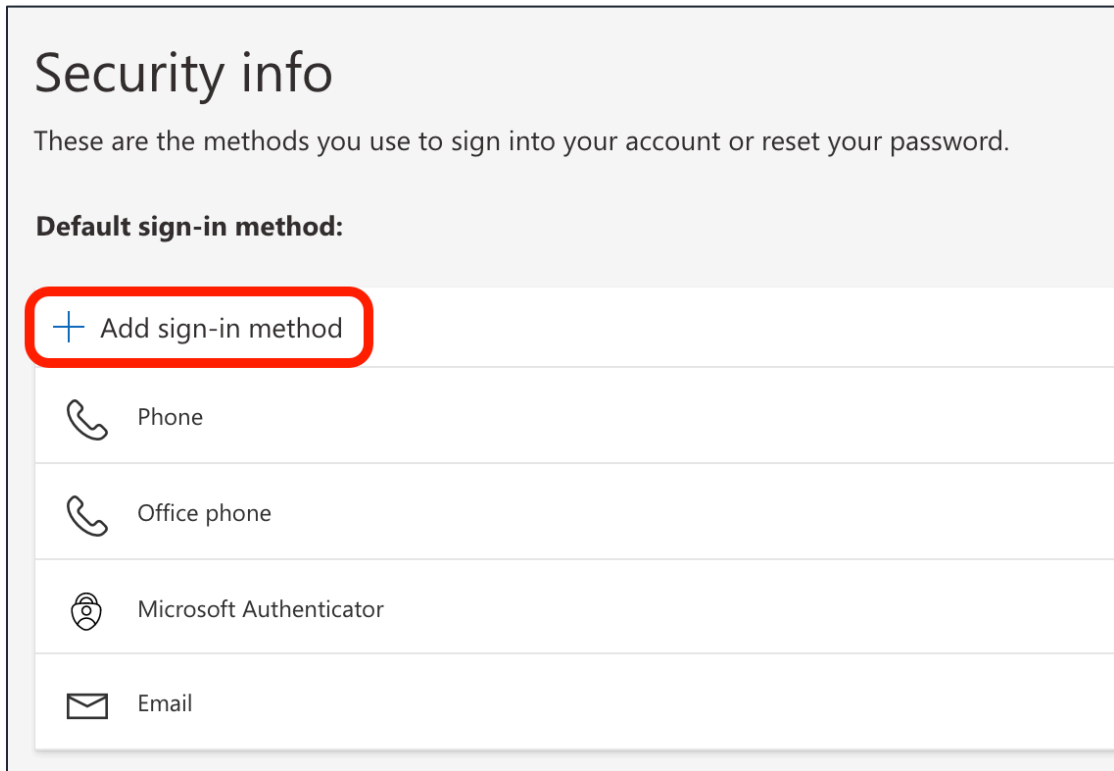 Security info
These are the methods you use to sign into your account or reset your password.
Default sign-in method:
Add sign-in method
Phone
Office phone
Microsoft Authenticator
Email